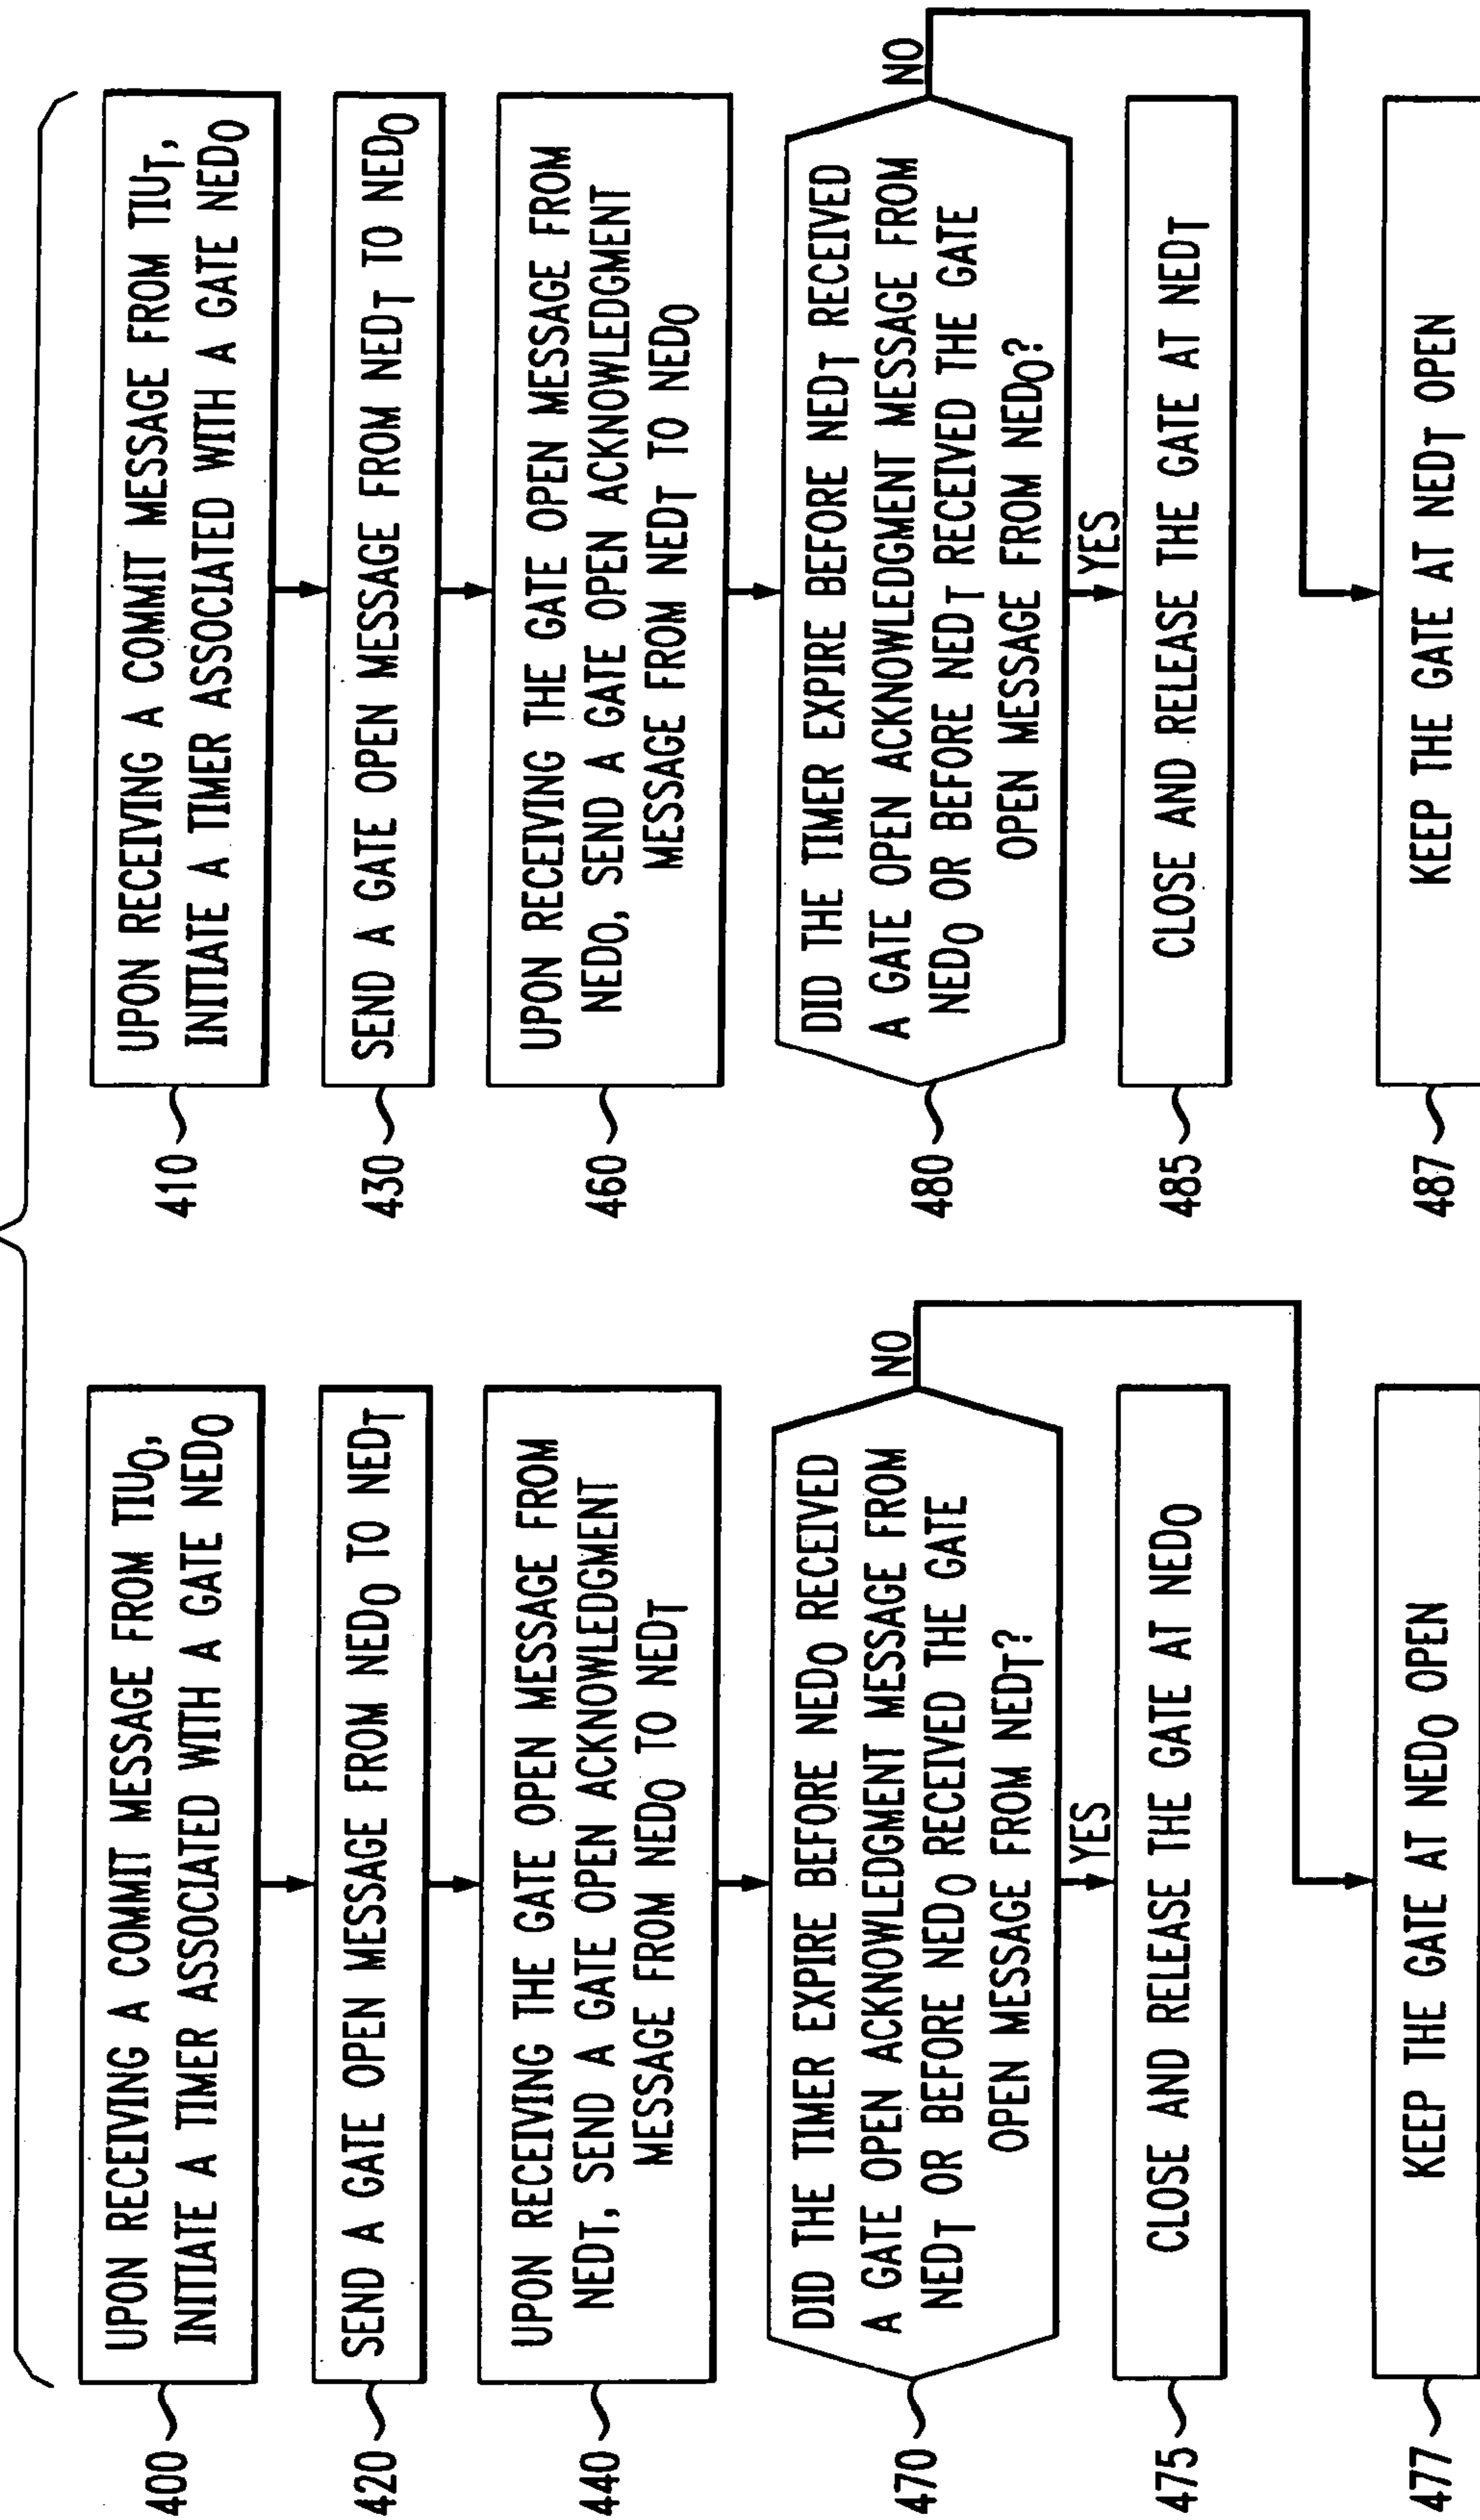 400
UPON RECEIVING A COMMIT MESSAGE FROM TIUO,
INITIATE A TIMER ASSOCIATED WITH A GATE NEDO
420
SEND A GATE OPEN MESSAGE FROM NEDO TO NEDT
440
UPON RECEIVING THE GATE OPEN MESSAGE FROM
NEDT, SEND A GATE OPEN ACKNOWLEDGMENT
MESSAGE FROM NEDO TO NEDT
470
DID THE TIMER EXPIRE BEFORE NEDO RECEIVED
A GATE OPEN ACKNOWLEDGMENT MESSAGE FROM
NEDT OR BEFORE NEDO RECEIVED THE GATE
OPEN MESSAGE FROM NEDT?
NO
YES
475
CLOSE AND RELEASE THE GATE AT NEDO
477
KEEP THE GATE AT NEDO OPEN
410
UPON RECEIVING A COMMIT MESSAGE FROM TIUT,
INITIATE A TIMER ASSOCIATED WITH A GATE NEDO
430
SEND A GATE OPEN MESSAGE FROM NEDT TO NEDO
460
UPON RECEIVING THE GATE OPEN MESSAGE FROM
NEDO, SEND A GATE OPEN ACKNOWLEDGMENT
MESSAGE FROM NEDT TO NEDO
480
DID THE TIMER EXPIRE BEFORE NEDT RECEIVED
A GATE OPEN ACKNOWLEDGMENT MESSAGE FROM
NEDO OR BEFORE NEDT RECEIVED THE GATE
OPEN MESSAGE FROM NEDO?
NO
YES
485
CLOSE AND RELEASE THE GATE AT NEDT
487
KEEP THE GATE AT NEDT OPEN